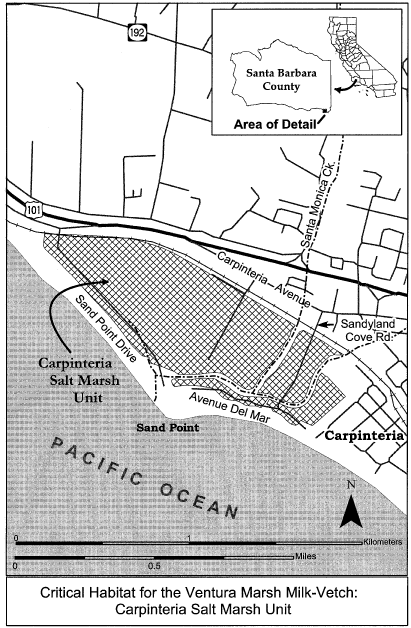 192
Santa Barbara
County
Area of Detail
101
Santa Monica Ck.
Carpinteria Avenue
Sand Point Drive
Sandyland
Cove Rd.
Carpinteria
Salt Marsh
Unit
Avenue Del Mar
Sand Point
Carpinteria
PACIFIC OCEAN
N
0 1 Kilometers
0 0.5 Miles
Critical Habitat for the Ventura Marsh Milk-Vetch:
Carpinteria Salt Marsh Unit